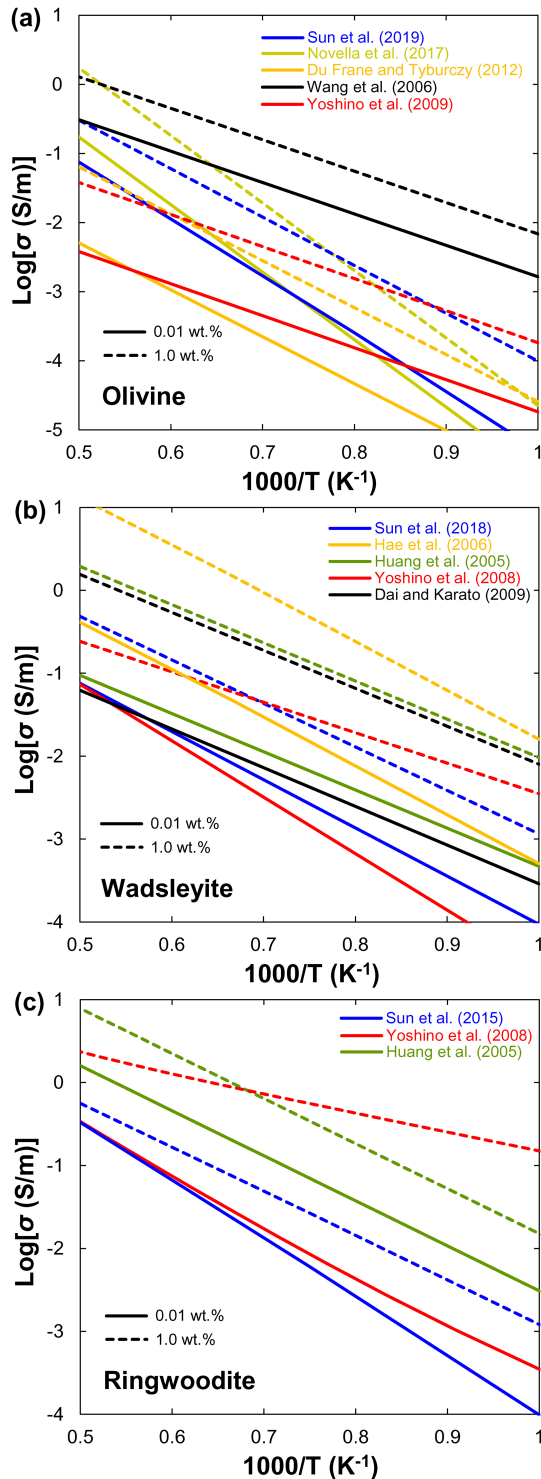 (a)
Sun et al. (2019)
Novella et al. (2017)
Du Frane and Tyburczy (2012)
Wang et al. (2006)
Yoshino et al. (2009)
0
-1
-2
-3
-4
-5
Log[σ (S/m)]
0.01 wt.%
1.0 wt.%
Olivine
0.5 0.6 0.7 0.8 0.9 1
1000/T (K⁻¹)
(b)
Sun et al. (2018)
Hae et al. (2006)
Huang et al. (2005)
Yoshino et al. (2008)
Dai and Karato (2009)
1
0
-1
-2
-3
-4
Log[σ (S/m)]
0.01 wt.%
1.0 wt.%
Wadsleyite
0.5 0.6 0.7 0.8 0.9 1
1000/T (K⁻¹)
(c)
Sun et al. (2015)
Yoshino et al. (2008)
Huang et al. (2005)
1
0
-1
-2
-3
-4
Log[σ (S/m)]
0.01 wt.%
1.0 wt.%
Ringwoodite
0.5 0.6 0.7 0.8 0.9 1
1000/T (K⁻¹)